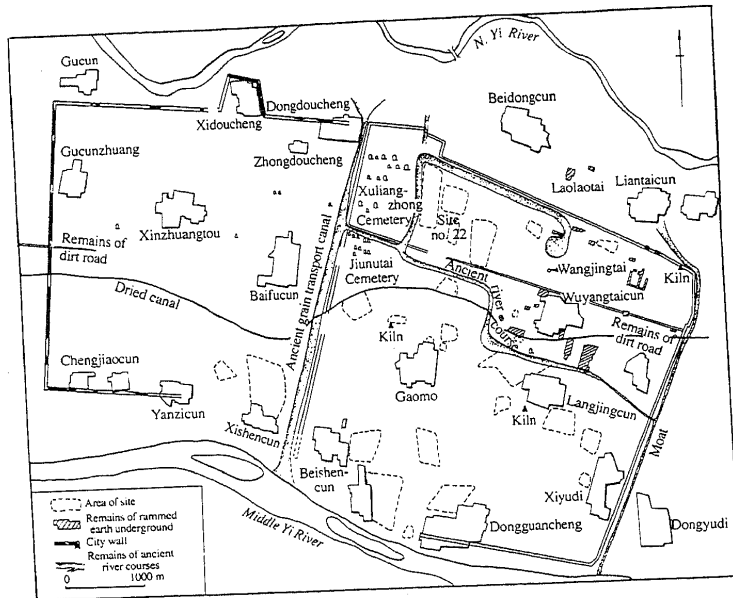 N. Yi River
Gucun
Dongdoucheng
Xidoucheng
Beidongcun
Zhongdoucheng
Gucunzhuang
Laolaotai
Liantaicun
Xuliang-
zhong
Cemetery
Site
no. 22
Xinzhuangtou
Remains of
dirt road
Jiunutai
Cemetery
Ancient
river
course
Wangjingtai
Kiln
Baifucun
Ancient grain transport canal
Wuyangtaicun
Dried canal
Remains of
dirt road
Kiln
Chengjiaocun
Gaomo
Langjingcun
Yanzicun
Kiln
Xishencun
Moat
Beishen-
cun
Xiyudi
Middle Yi River
Dongguancheng
Dongyudi
Area of site
Remains of rammed
earth underground
City wall
Remains of ancient
river courses
0 1000 m